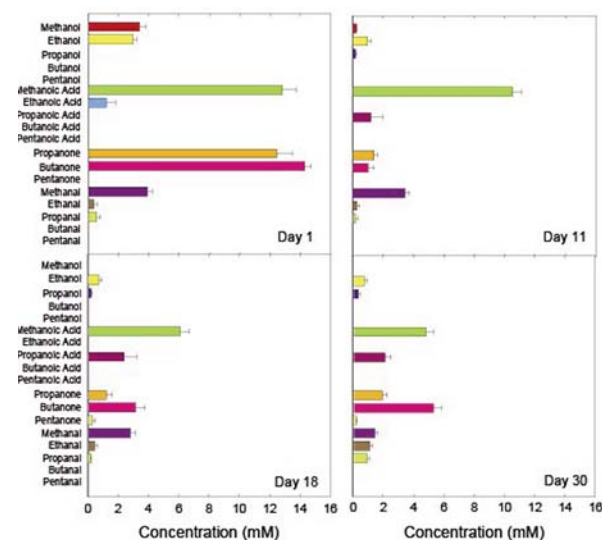 Methanol
Ethanol
Propanol
Butanol
Pentanol
Methanoic Acid
Ethanoic Acid
Propanoic Acid
Butanoic Acid
Pentanoic Acid
Propanone
Butanone
Pentanone
Methanal
Ethanal
Propanal
Butanal
Pentanal
Day 1
Day 11
Methanol
Ethanol
Propanol
Butanol
Pentanol
Methanoic Acid
Ethanoic Acid
Propanoic Acid
Butanoic Acid
Pentanoic Acid
Propanone
Butanone
Pentanone
Methanal
Ethanal
Propanal
Butanal
Pentanal
Day 18
Day 30
0 2 4 6 8 10 12 14 16 0 2 4 6 8 10 12 14 16
Concentration (mM) Concentration (mM)